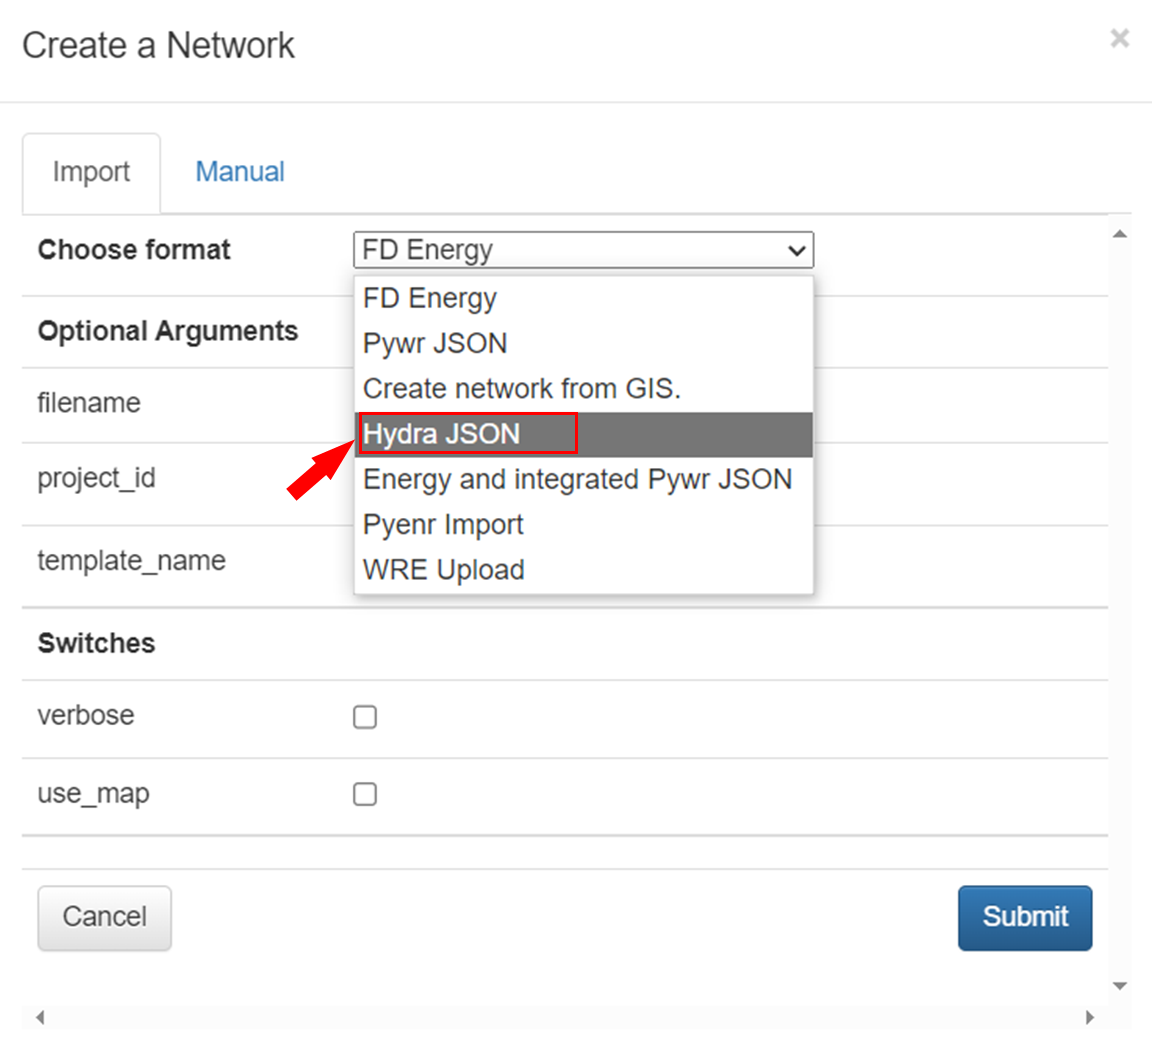 Create a Network
×
Import
Manual
Choose format
FD Energy
FD Energy
Pywr JSON
Create network from GIS.
Hydra JSON
Energy and integrated Pywr JSON
Pyenr Import
WRE Upload
Optional Arguments
filename
project_id
template_name
Switches
verbose
use_map
Cancel
Submit